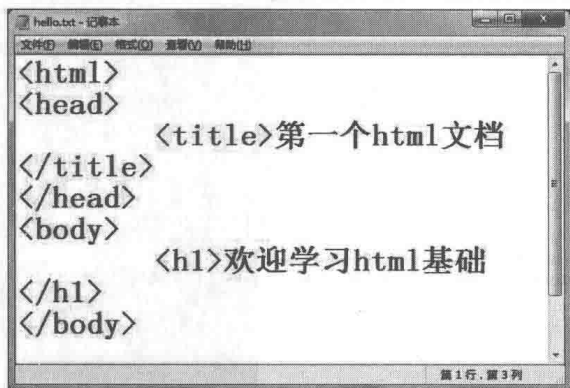 hello.txt - 记事本
文件(F) 编辑(E) 格式(O) 查看(V) 帮助(H)
<html>
<head>
<title>第一个html文档
</title>
</head>
<body>
<h1>欢迎学习html基础
</h1>
</body>
第1行,第3列